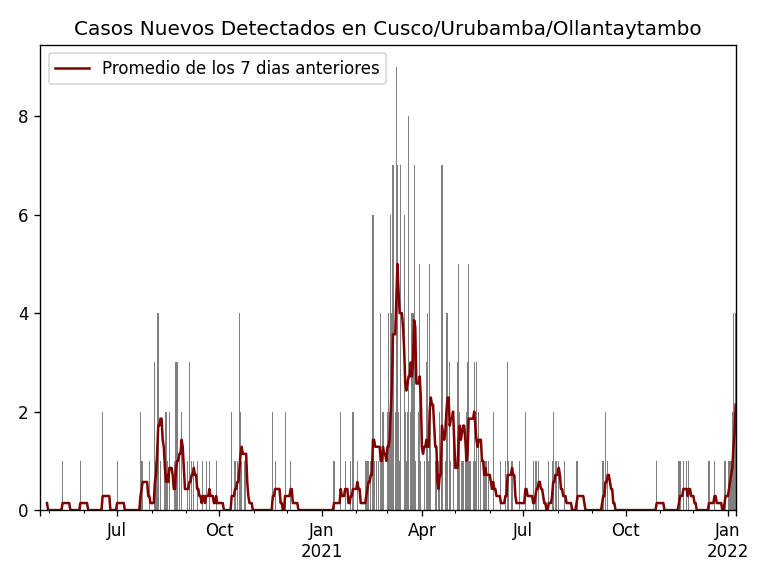 Casos Nuevos Detectados en Cusco/Urubamba/Ollantaytambo
Promedio de los 7 dias anteriores
8
6
4
2
0
Jul Oct Jan Apr Jul Oct Jan
2021 2022